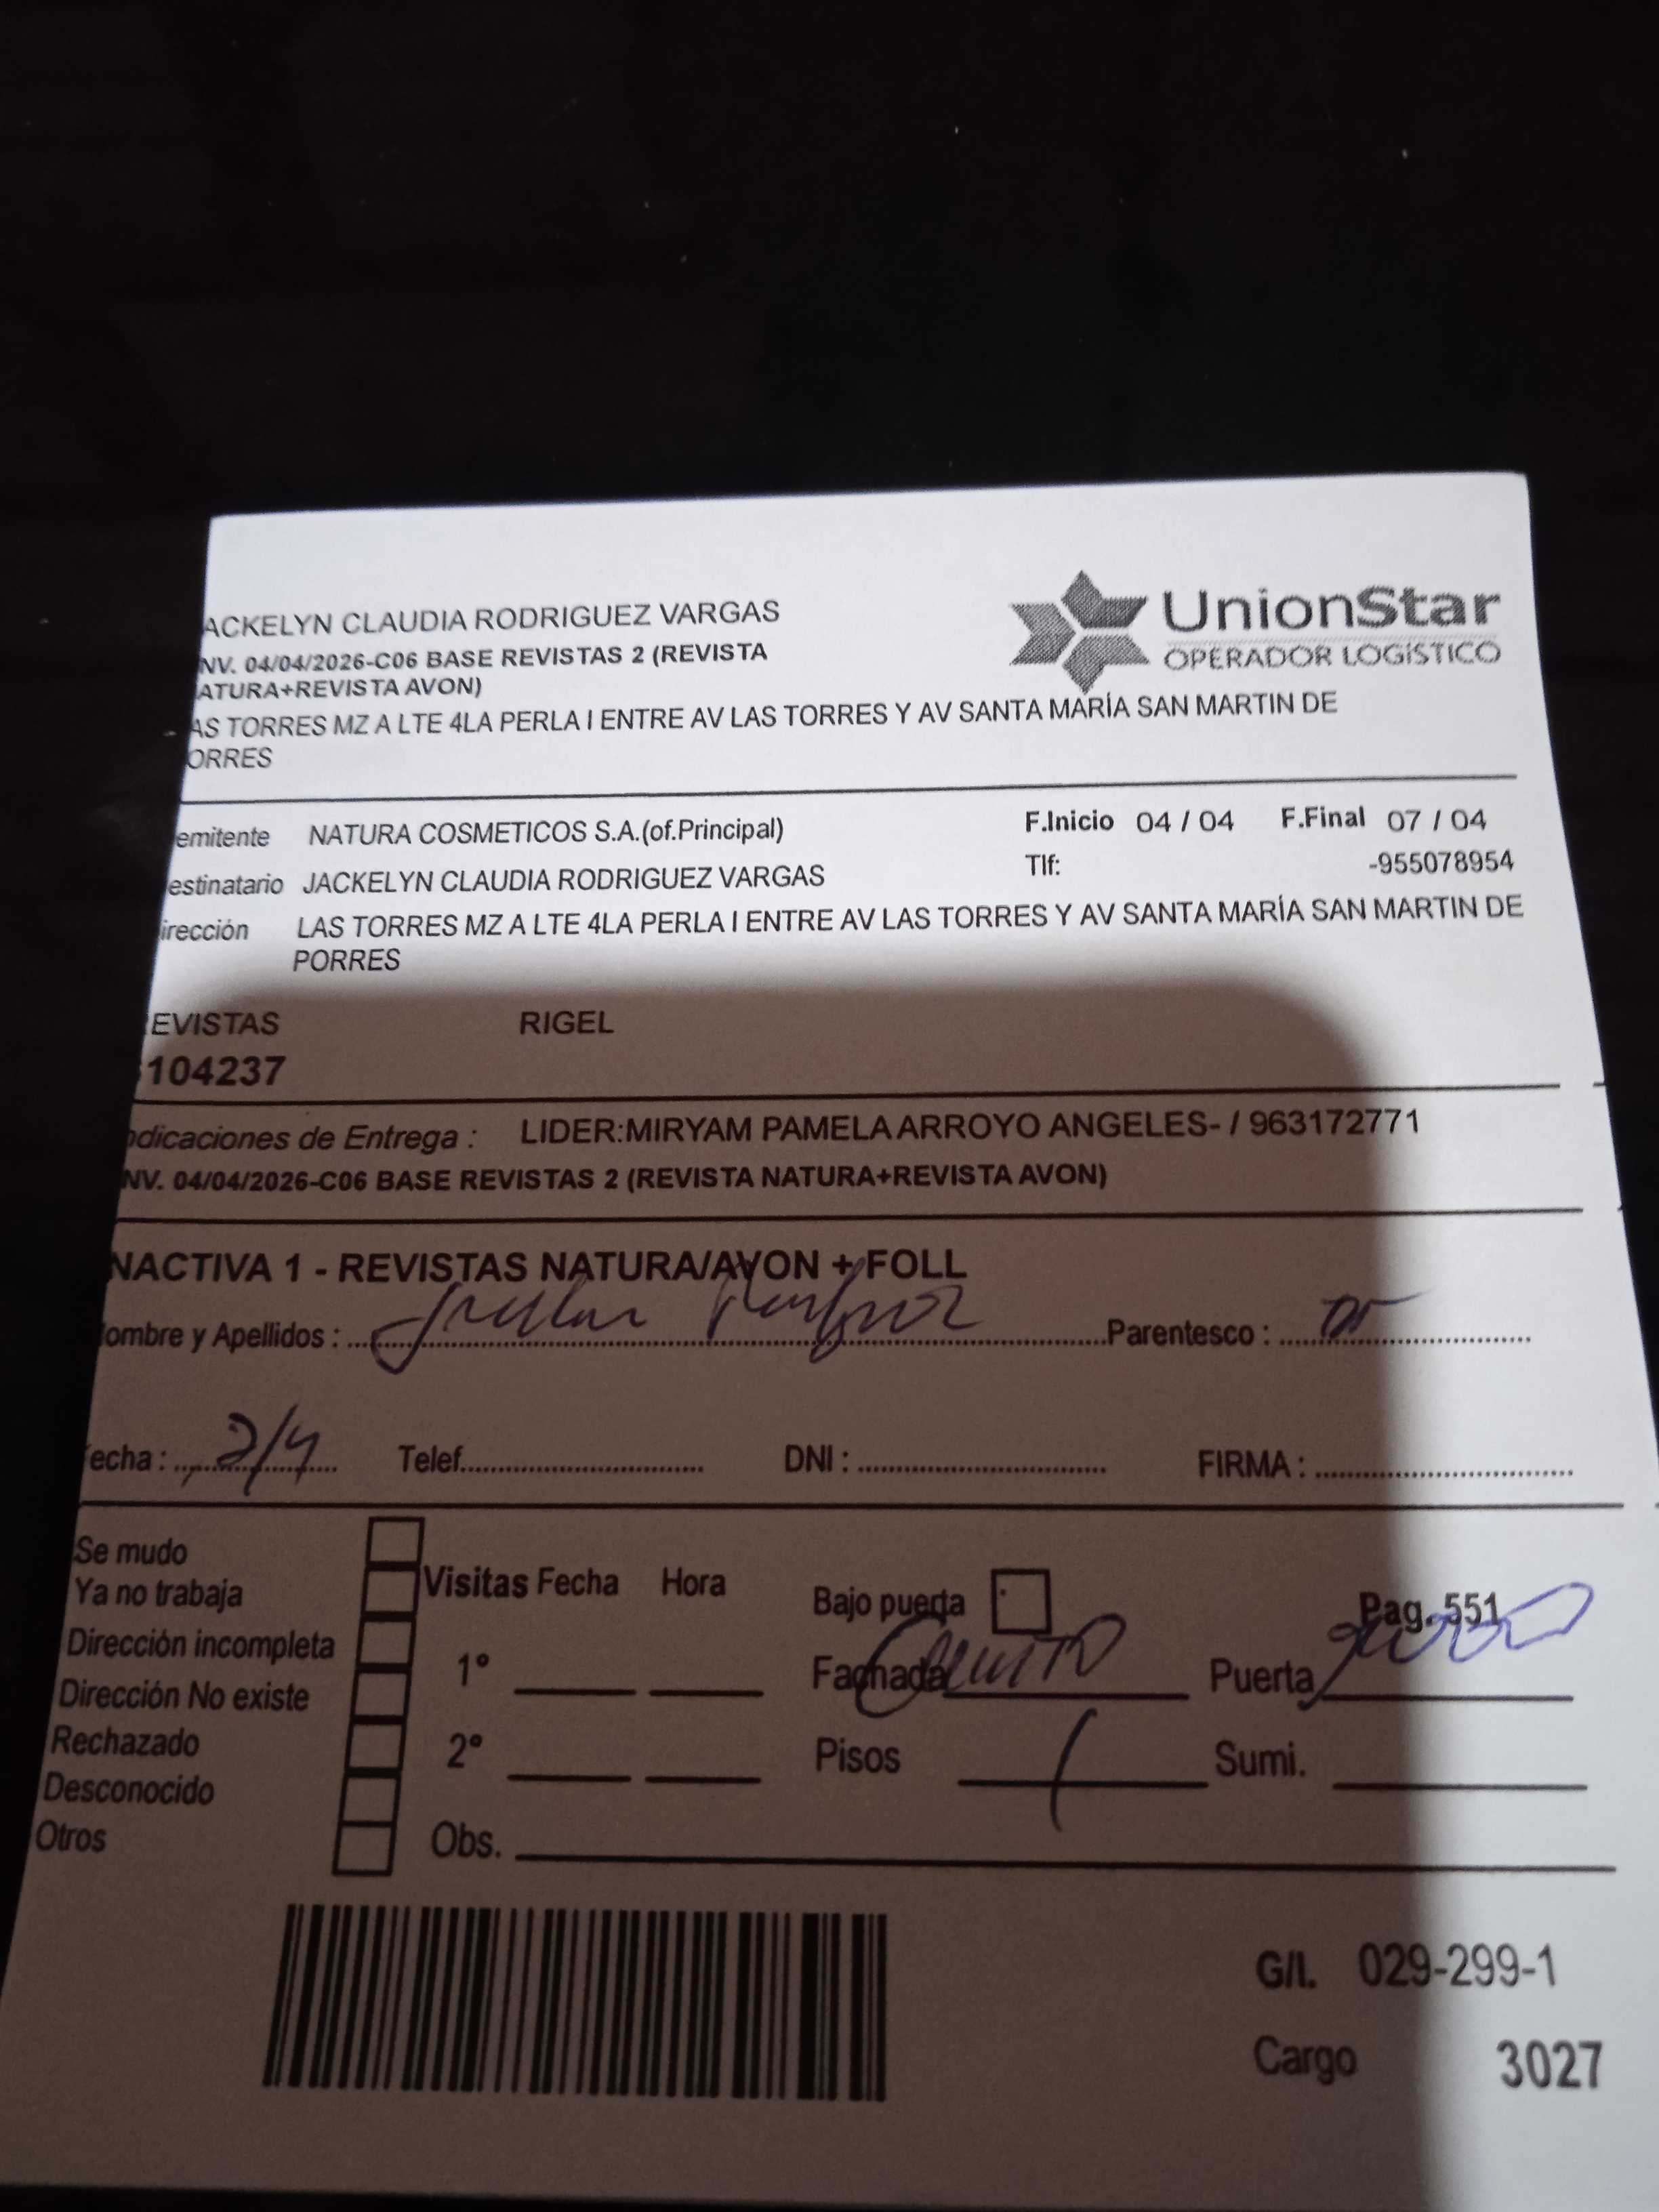 ACKELYN CLAUDIA RODRIGUEZ VARGAS
NV. 04/04/2026-C06 BASE REVISTAS 2 (REVISTA
ATURA+REVISTA AVON)
AS TORRES MZ A LTE 4LA PERLA I ENTRE AV LAS TORRES Y AV SANTA MARÍA SAN MARTIN DE
ORRES
UnionStar
OPERADOR LOGÍSTICO
emitente NATURA COSMETICOS S.A.(of.Principal) F.Inicio 04 / 04 F.Final 07 / 04
estinatario JACKELYN CLAUDIA RODRIGUEZ VARGAS Tlf: -955078954
irección LAS TORRES MZ A LTE 4LA PERLA I ENTRE AV LAS TORRES Y AV SANTA MARÍA SAN MARTIN DE
PORRES
EVISTAS RIGEL
104237
dicaciones de Entrega : LIDER:MIRYAM PAMELA ARROYO ANGELES- / 963172771
NV. 04/04/2026-C06 BASE REVISTAS 2 (REVISTA NATURA+REVISTA AVON)
NACTIVA 1 - REVISTAS NATURA/AVON + FOLL
ombre y Apellidos : Parentesco :
echa : Telef. DNI : FIRMA :
Se mudo
Ya no trabaja
Dirección incompleta
Dirección No existe
Rechazado
Desconocido
Otros
Visitas Fecha Hora
1°
2°
Obs.
Bajo puerta Pag. 551
Fachada Puerta
Pisos 1 Sumi.
G/I. 029-299-1
Cargo 3027